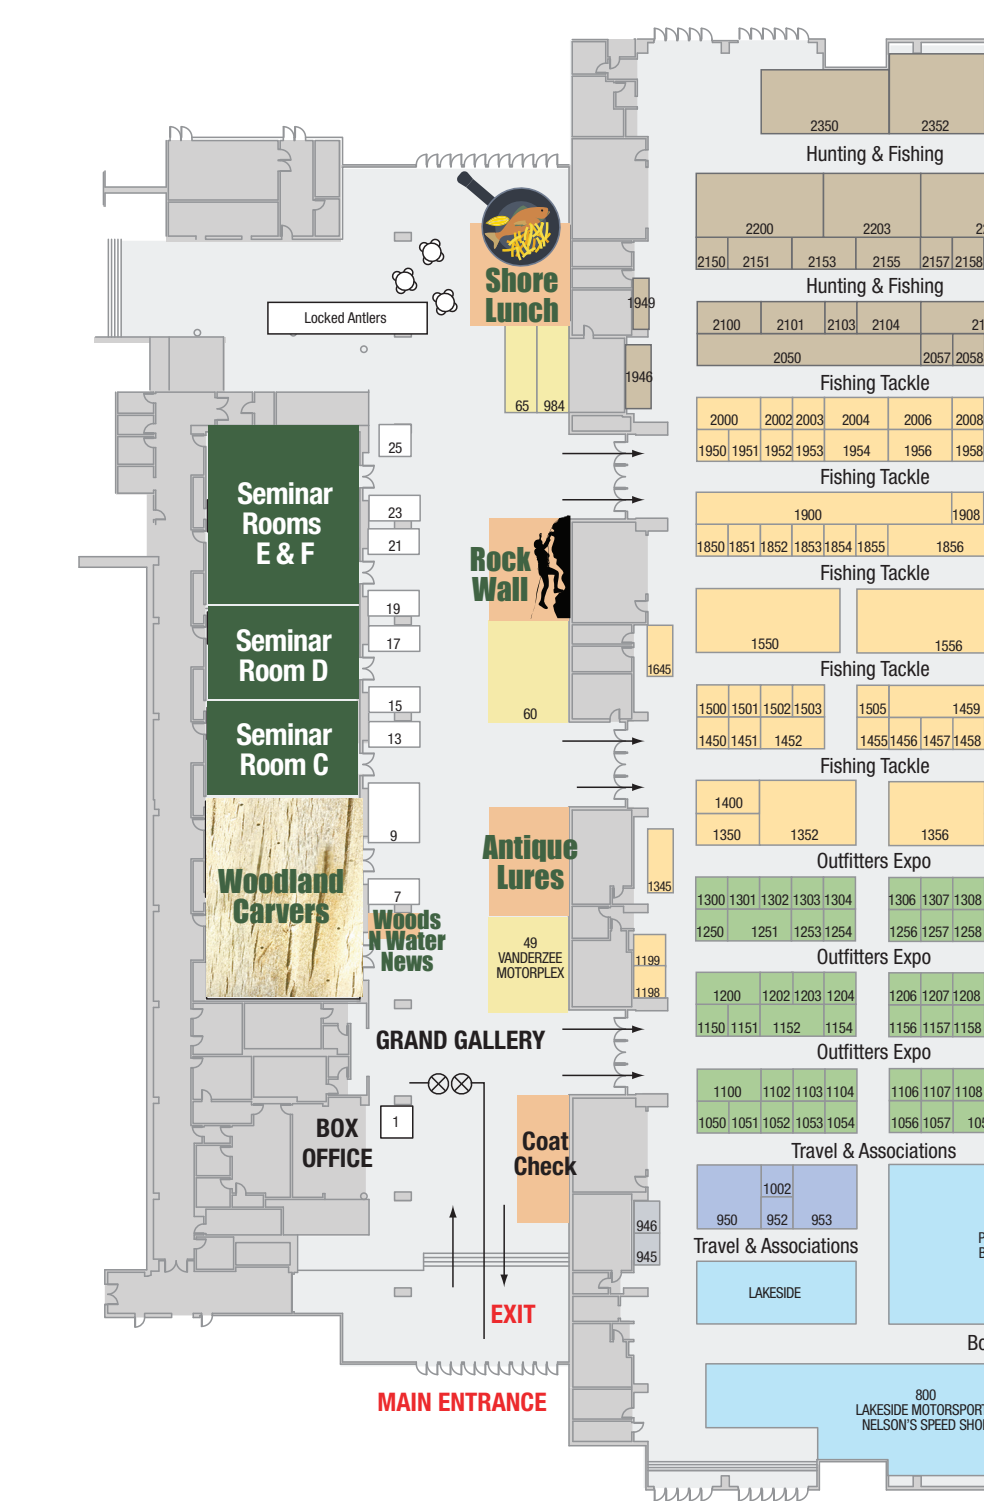 2350 2352
Hunting & Fishing
2200 2203
2150 2151 2153 2155 2157 2158
Hunting & Fishing
2100 2101 2103 2104
2050 2057 2058
Fishing Tackle
2000 2002 2003 2004 2006 2008
1950 1951 1952 1953 1954 1956 1958
Fishing Tackle
1900 1908
1850 1851 1852 1853 1854 1855 1856
Fishing Tackle
1550 1556
Fishing Tackle
1500 1501 1502 1503 1505 1459
1450 1451 1452 1455 1456 1457 1458
Fishing Tackle
1400
1350 1352 1356
Outfitters Expo
1300 1301 1302 1303 1304 1306 1307 1308
1250 1251 1253 1254 1256 1257 1258
Outfitters Expo
1200 1202 1203 1204 1206 1207 1208
1150 1151 1152 1154 1156 1157 1158
Outfitters Expo
1100 1102 1103 1104 1106 1107 1108
1050 1051 1052 1053 1054 1056 1057
Travel & Associations
1002
950 952 953
Travel & Associations
LAKESIDE
800
LAKESIDE MOTORSPORT
NELSON'S SPEED SHO
1949
1946
1645
1345
1199
1198
946
945
Shore
Lunch
65 984
Locked Antlers
Rock
Wall
60
Antique
Lures
49
VANDERZEE
MOTORPLEX
Seminar
Rooms
E & F
Seminar
Room D
Seminar
Room C
Woodland
Carvers
25
23
21
19
17
15
13
9
7
Woods
N Water
News
GRAND GALLERY
BOX
OFFICE
1
Coat
Check
EXIT
MAIN ENTRANCE